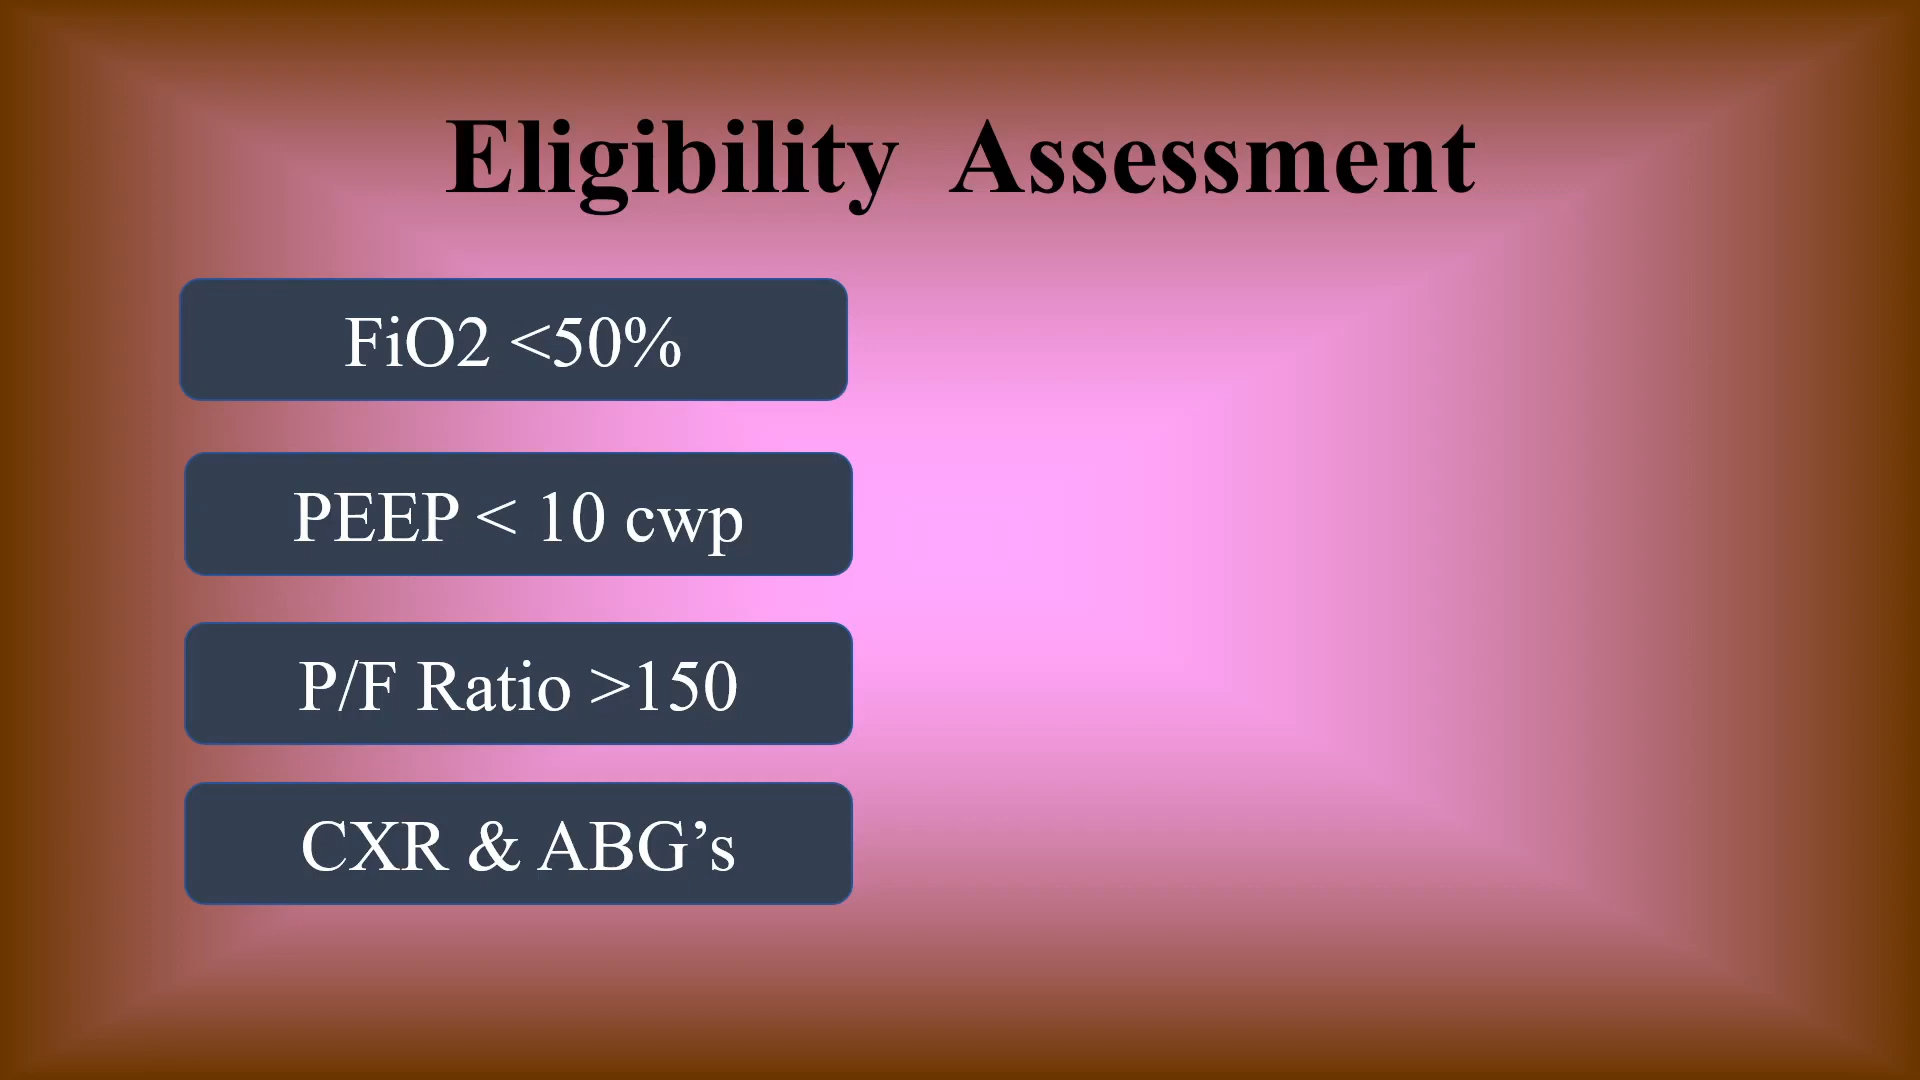 Eligibility Assessment
FiO2 <50%
PEEP < 10 cwp
P/F Ratio >150
CXR & ABG’s